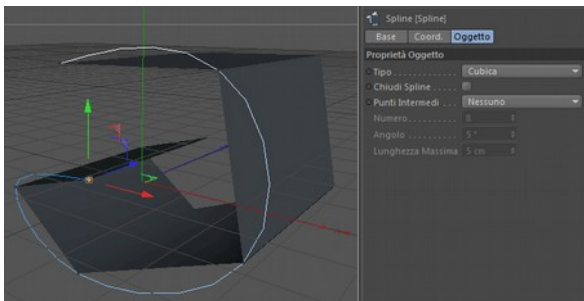 Spline [Spline]
Base Coord. Oggetto
Proprietà Oggetto
Tipo . . . . . . . . . . . Cubica
Chiudi Spline . .
Punti Intermedi . . . Nessuno
Numero. . . . . . . . . . 8
Angolo . . . . . . . . . . 5 °
Lunghezza Massima 5 cm